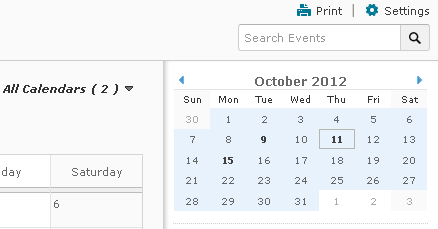 Print Settings
Search Events
All Calendars ( 2 )
October 2012
Sun Mon Tue Wed Thu Fri Sat
30 1 2 3 4 5 6
7 8 9 10 11 12 13
14 15 16 17 18 19 20
21 22 23 24 25 26 27
28 29 30 31 1 2 3
day Saturday
6